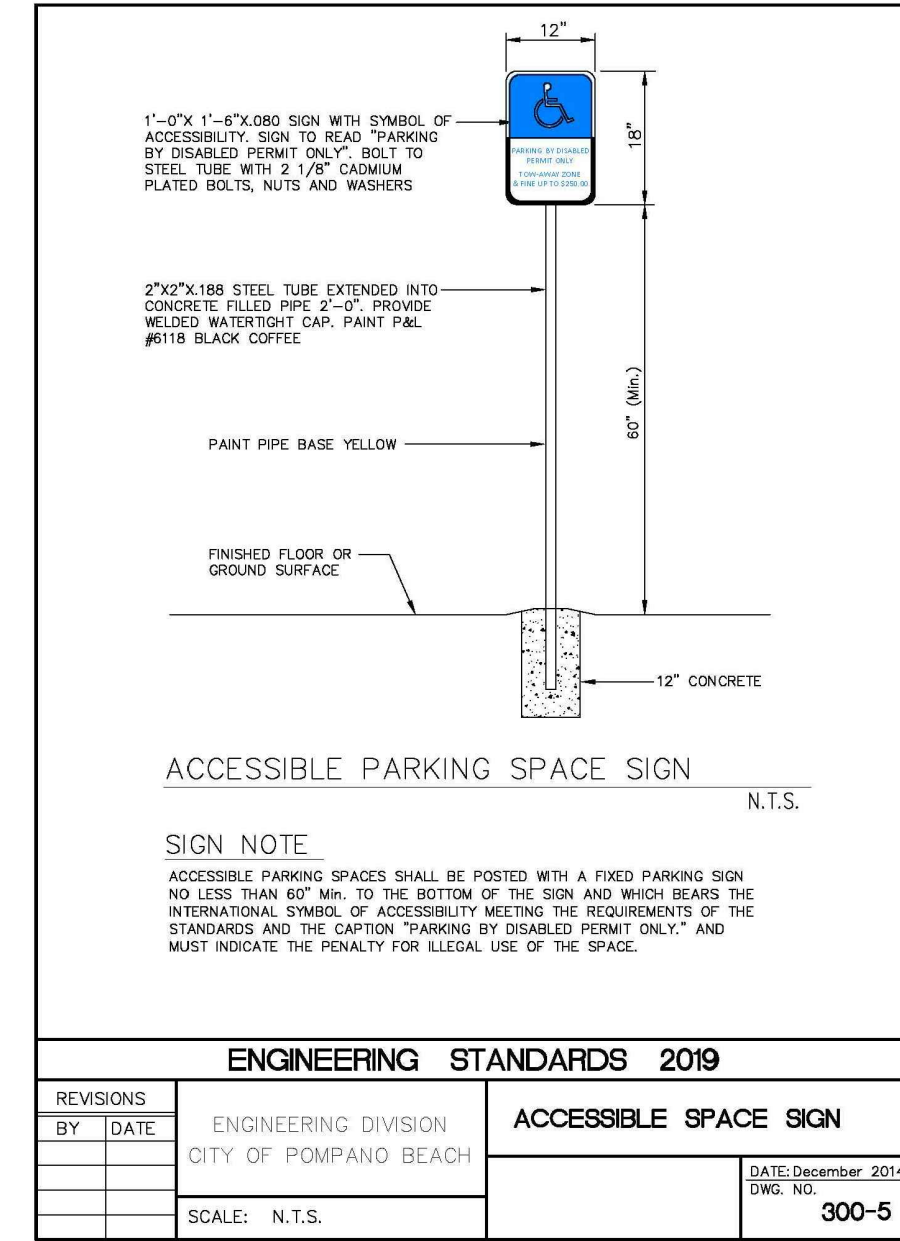 12"
1'-0"X 1'-6"X.080 SIGN WITH SYMBOL OF
ACCESSIBILITY. SIGN TO READ "PARKING
BY DISABLED PERMIT ONLY". BOLT TO
STEEL TUBE WITH 2 1/8" CADMIUM
PLATED BOLTS, NUTS AND WASHERS
PARKING BY DISABLED
PERMIT ONLY
TOW-AWAY ZONE
& FINE UP TO $250.00
18"
2"X2"X.188 STEEL TUBE EXTENDED INTO
CONCRETE FILLED PIPE 2'-0". PROVIDE
WELDED WATERTIGHT CAP. PAINT P&L
#6118 BLACK COFFEE
60" (Min.)
PAINT PIPE BASE YELLOW
FINISHED FLOOR OR
GROUND SURFACE
12" CONCRETE
ACCESSIBLE PARKING SPACE SIGN
N.T.S.
SIGN NOTE
ACCESSIBLE PARKING SPACES SHALL BE POSTED WITH A FIXED PARKING SIGN
NO LESS THAN 60" Min. TO THE BOTTOM OF THE SIGN AND WHICH BEARS THE
INTERNATIONAL SYMBOL OF ACCESSIBILITY MEETING THE REQUIREMENTS OF THE
STANDARDS AND THE CAPTION "PARKING BY DISABLED PERMIT ONLY." AND
MUST INDICATE THE PENALTY FOR ILLEGAL USE OF THE SPACE.
ENGINEERING STANDARDS 2019
REVISIONS
BY DATE
ENGINEERING DIVISION
CITY OF POMPANO BEACH
SCALE: N.T.S.
ACCESSIBLE SPACE SIGN
DATE: December 2014
DWG. NO.
300-5